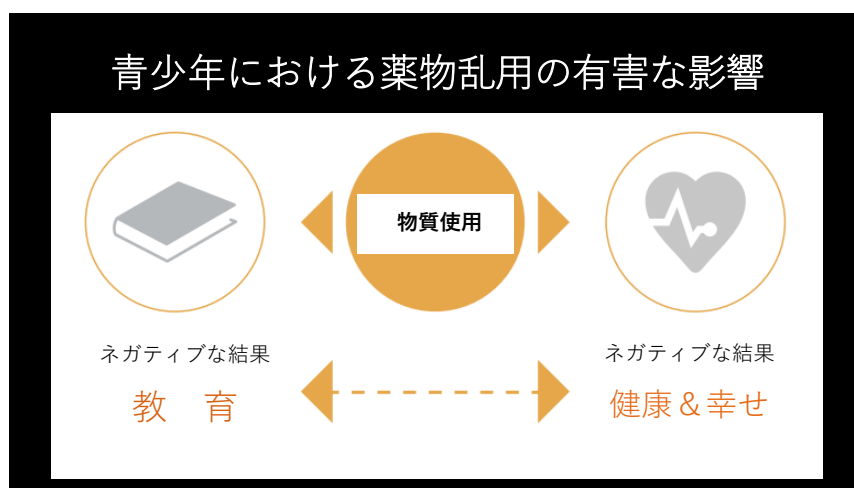 青少年における薬物乱用の有害な影響
物質使用
ネガティブな結果
教　育
ネガティブな結果
健康＆幸せ